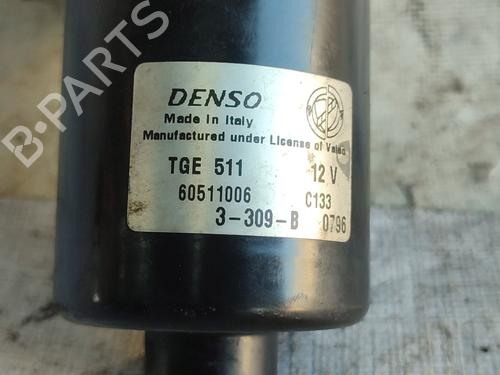 B-PARTS
DENSO
Made in Italy
Manufactured under License of Valeo
TGE 511 12 V
60511006 C133
3-309-B 0796